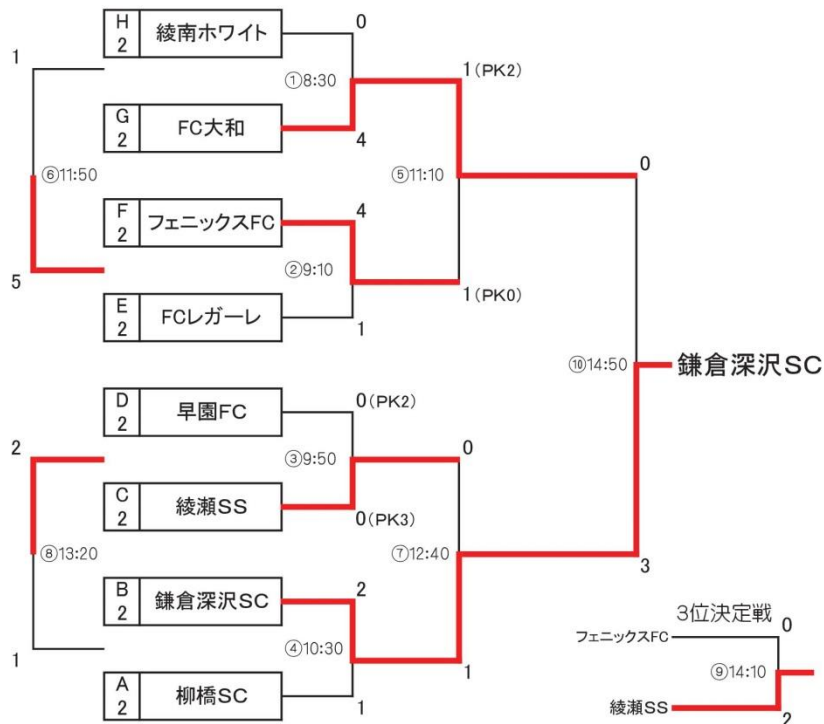 H 2 綾南ホワイト 0
1
①8:30
1(PK2)
G 2 FC大和 4
⑥11:50
⑤11:10
0
F 2 フェニックスFC 4
②9:10
5
1(PK0)
E 2 FCレガーレ 1
⑩14:50
鎌倉深沢SC
D 2 早園FC 0(PK2)
2
③9:50
0
C 2 綾瀬SS 0(PK3)
⑧13:20
⑦12:40
3
B 2 鎌倉深沢SC 2
④10:30
1
1
A 2 柳橋SC 1
3位決定戦
フェニックスFC 0
⑨14:10
綾瀬SS 2